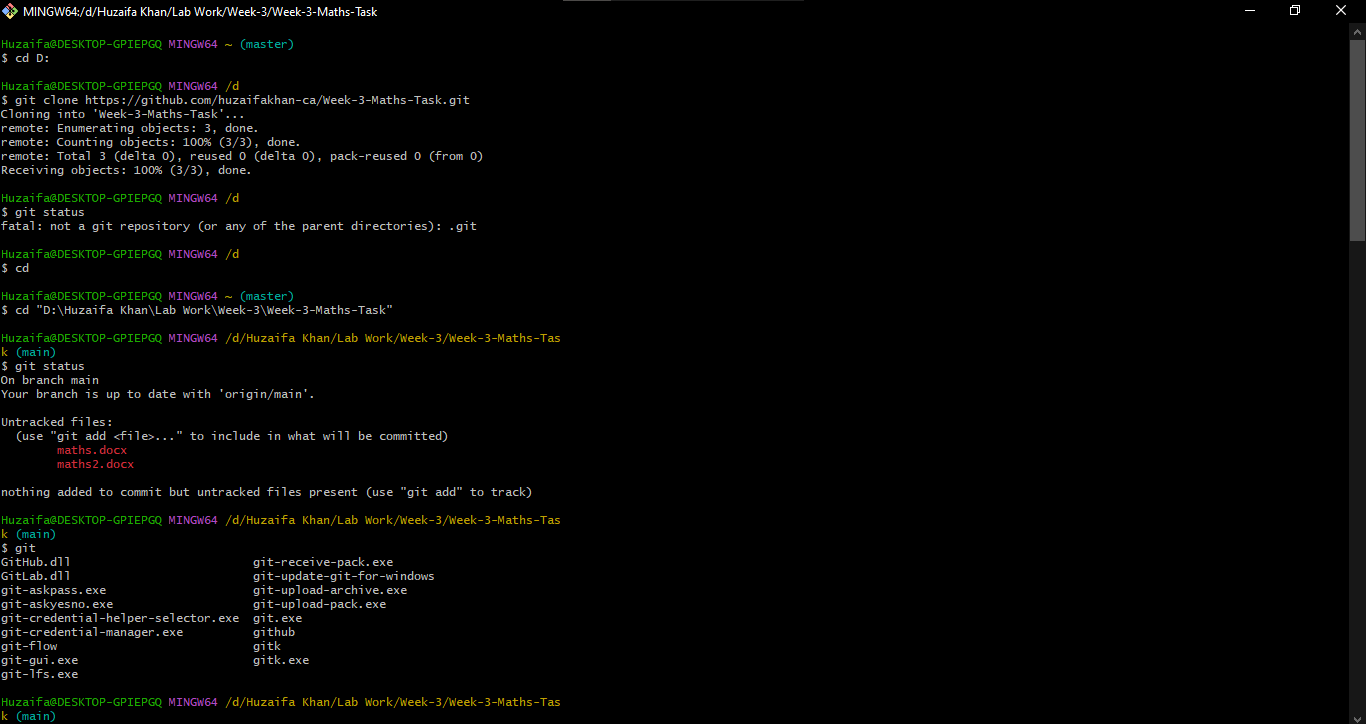 MINGW64:/d/Huzaifa Khan/Lab Work/Week-3/Week-3-Maths-Task
Huzaifa@DESKTOP-GPIEPGQ MINGW64 ~ (master)
$ cd D:
Huzaifa@DESKTOP-GPIEPGQ MINGW64 /d
$ git clone https://github.com/huzaifakhan-ca/Week-3-Maths-Task.git
Cloning into 'Week-3-Maths-Task'...
remote: Enumerating objects: 3, done.
remote: Counting objects: 100% (3/3), done.
remote: Total 3 (delta 0), reused 0 (delta 0), pack-reused 0 (from 0)
Receiving objects: 100% (3/3), done.
Huzaifa@DESKTOP-GPIEPGQ MINGW64 /d
$ git status
fatal: not a git repository (or any of the parent directories): .git
Huzaifa@DESKTOP-GPIEPGQ MINGW64 /d
$ cd
Huzaifa@DESKTOP-GPIEPGQ MINGW64 ~ (master)
$ cd "D:\Huzaifa Khan\Lab Work\Week-3\Week-3-Maths-Task"
Huzaifa@DESKTOP-GPIEPGQ MINGW64 /d/Huzaifa Khan/Lab Work/Week-3/Week-3-Maths-Tas
k (main)
$ git status
On branch main
Your branch is up to date with 'origin/main'.
Untracked files:
  (use "git add <file>..." to include in what will be committed)
        maths.docx
        maths2.docx
nothing added to commit but untracked files present (use "git add" to track)
Huzaifa@DESKTOP-GPIEPGQ MINGW64 /d/Huzaifa Khan/Lab Work/Week-3/Week-3-Maths-Tas
k (main)
$ git
GitHub.dll                          git-receive-pack.exe
GitLab.dll                          git-update-git-for-windows
git-askpass.exe                     git-upload-archive.exe
git-askyesno.exe                    git-upload-pack.exe
git-credential-helper-selector.exe  git.exe
git-credential-manager.exe          github
git-flow                            gitk
git-gui.exe                         gitk.exe
git-lfs.exe
Huzaifa@DESKTOP-GPIEPGQ MINGW64 /d/Huzaifa Khan/Lab Work/Week-3/Week-3-Maths-Tas
k (main)